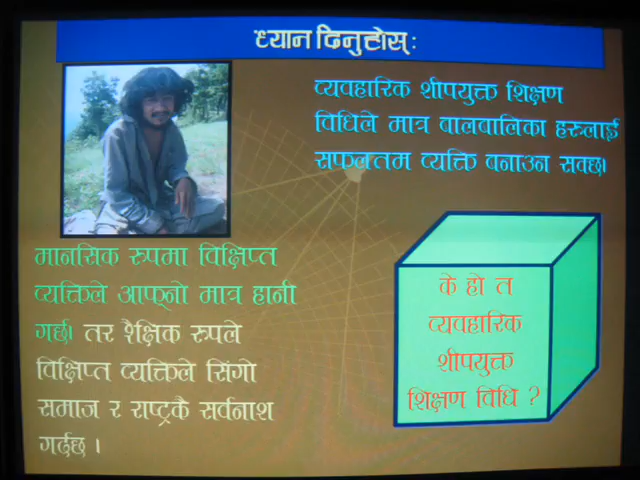 ध्यान दिनुहोस् :
व्यवहारिक शीपयुक्त शिक्षण
विधिले मात्र बालबालिका हरुलाई
सफलतम व्यक्ति बनाउन सक्छ।
मानसिक रुपमा विक्षिप्त
व्यक्तिले आफ्नो मात्र हानी
गर्छ। तर शैक्षिक रुपले
विक्षिप्त व्यक्तिले सिंगो
समाज र राष्ट्रकै सर्वनाश
गर्दछ ।
के हो त
व्यवहारिक
शीपयुक्त
शिक्षण विधि ?